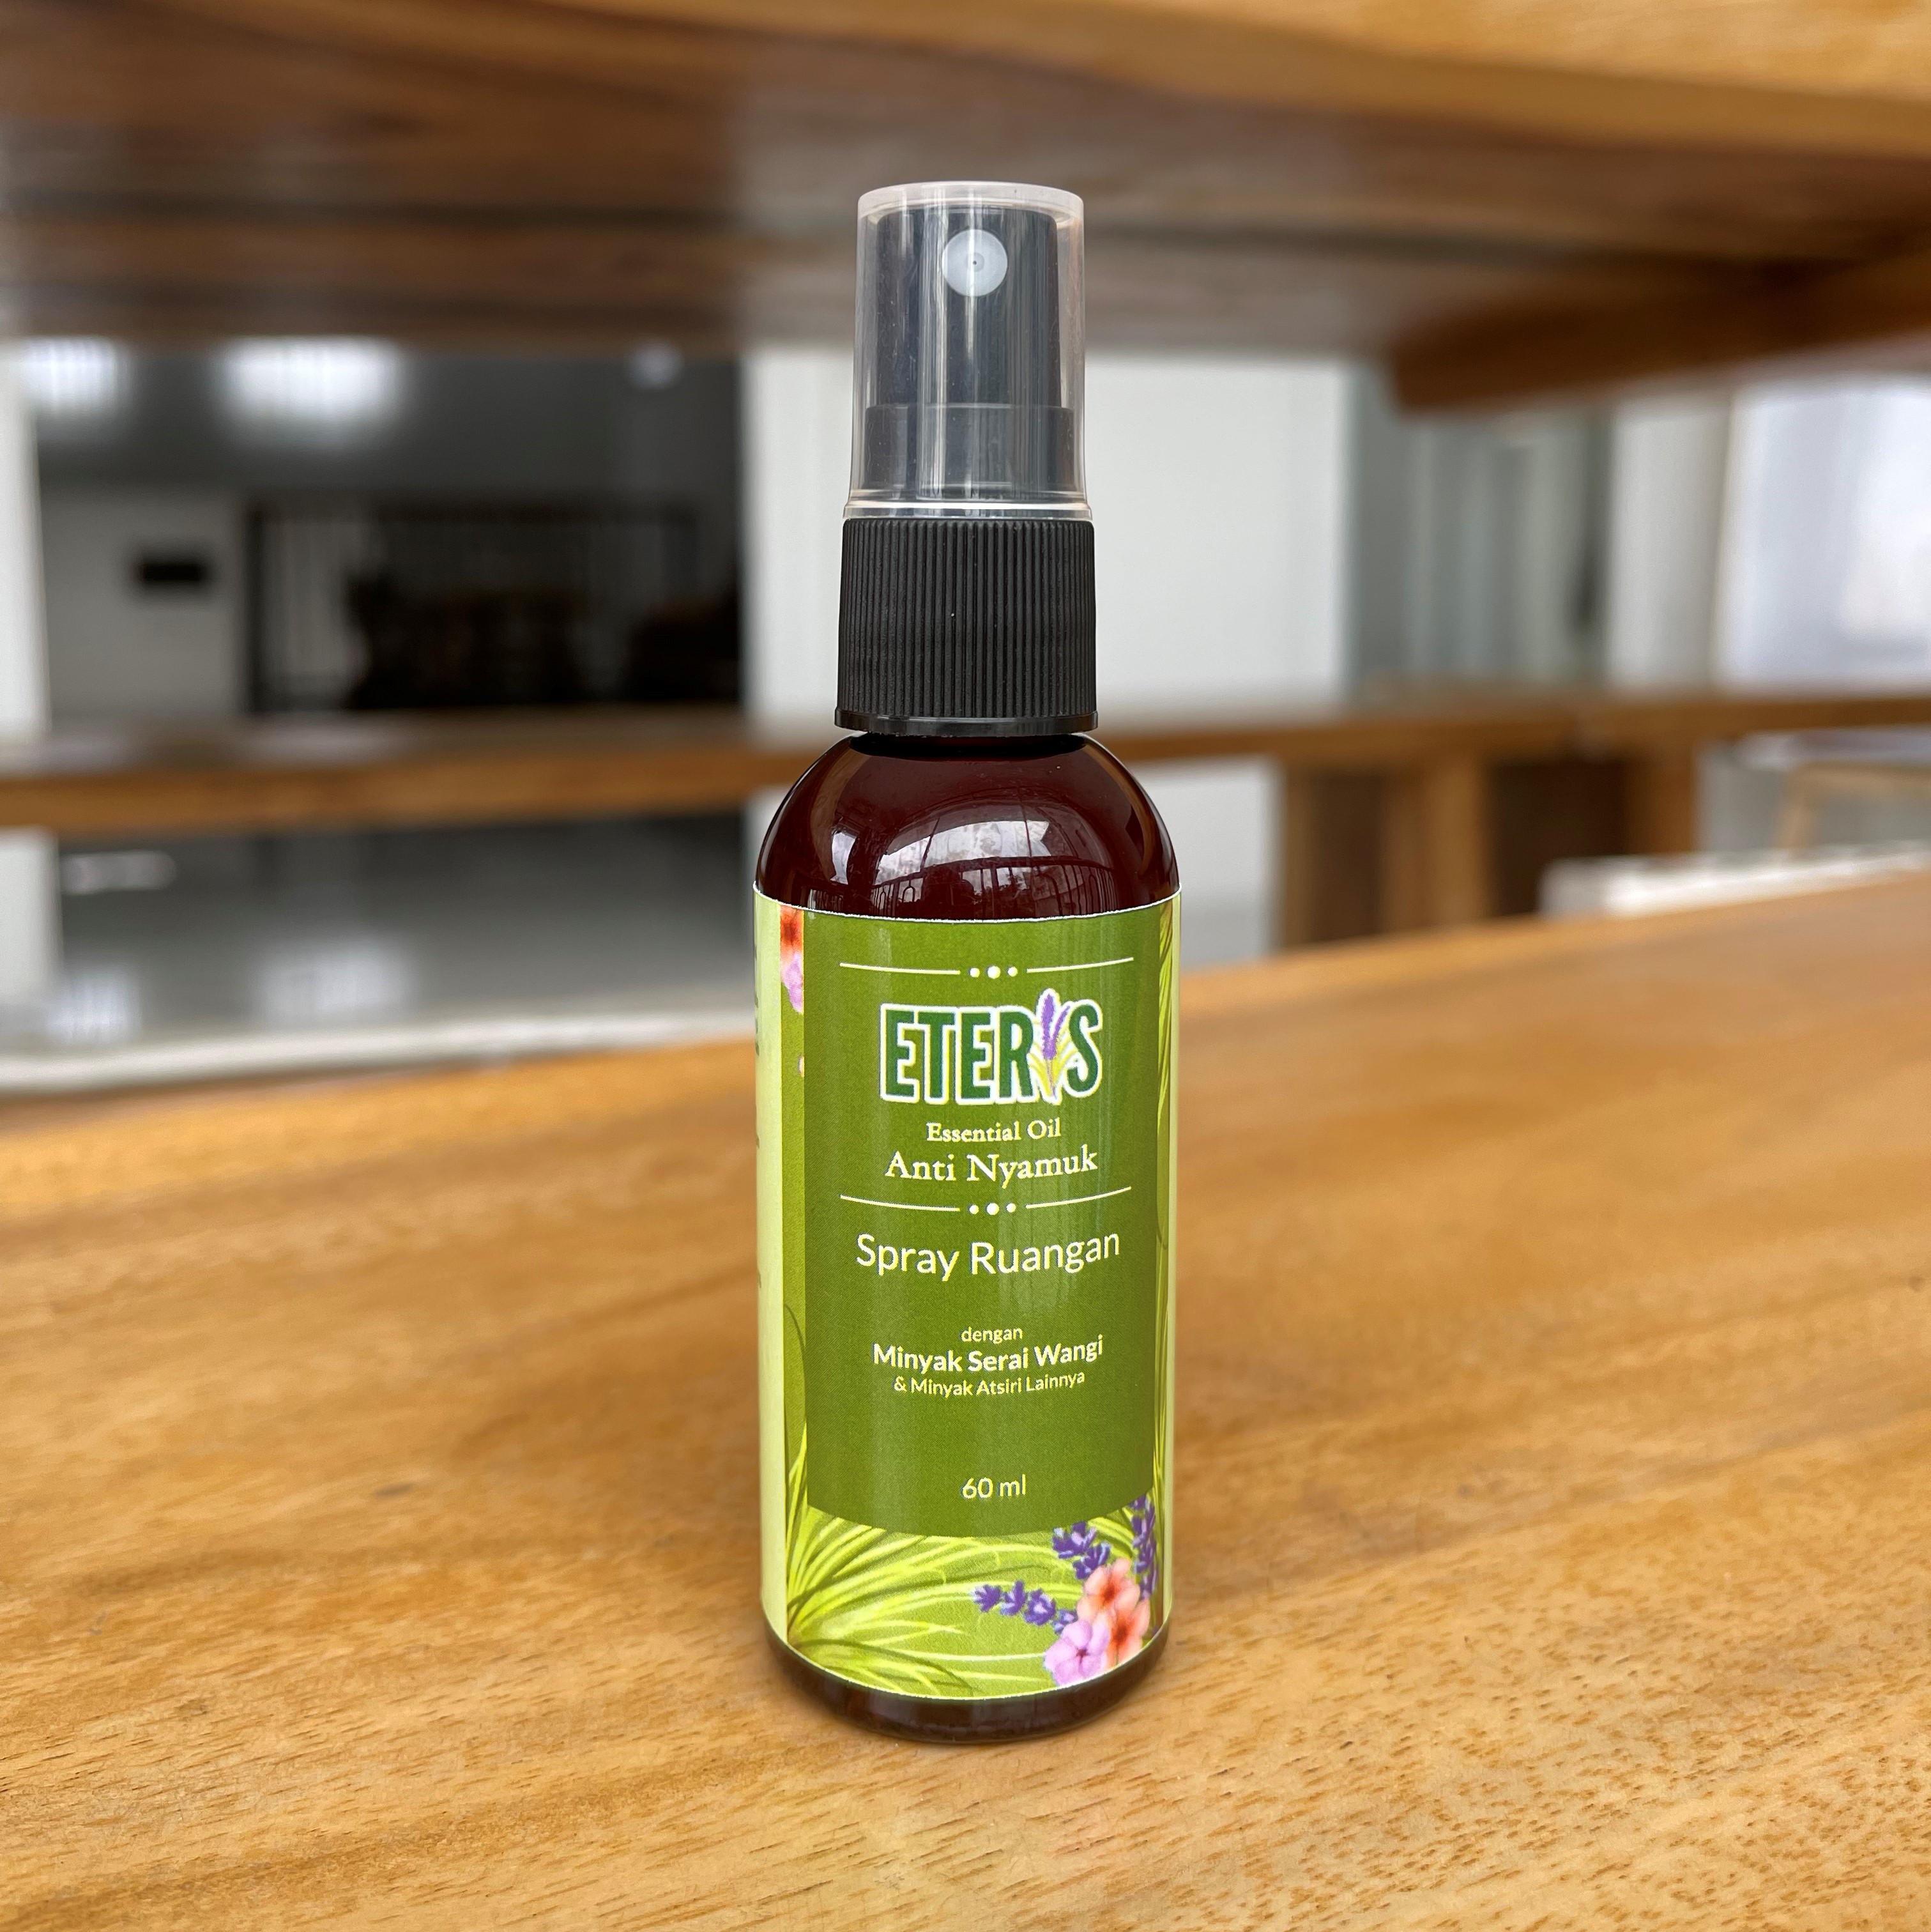 ETERIS
Essential Oil
Anti Nyamuk
Spray Ruangan
dengan
Minyak Serai Wangi
& Minyak Atsiri Lainnya
60 ml